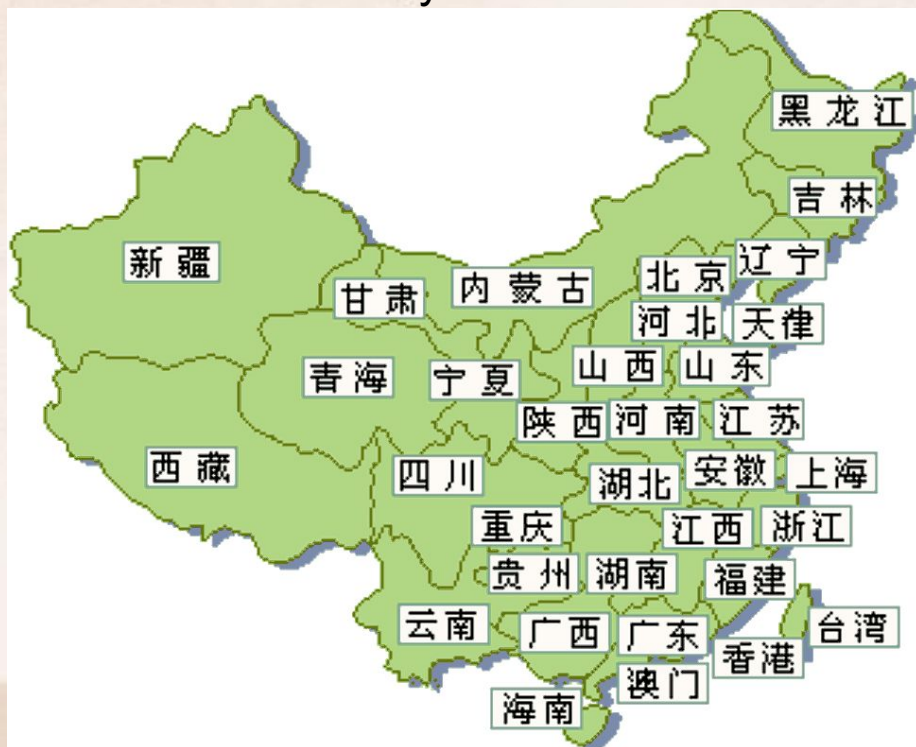 黑龙江
吉林
辽宁
新疆
甘肃
内蒙古
北京
河北
天津
青海
宁夏
山西
山东
陕西
河南
江苏
西藏
四川
湖北
安徽
上海
重庆
江西
浙江
贵州
湖南
福建
云南
广西
广东
台湾
香港
澳门
海南